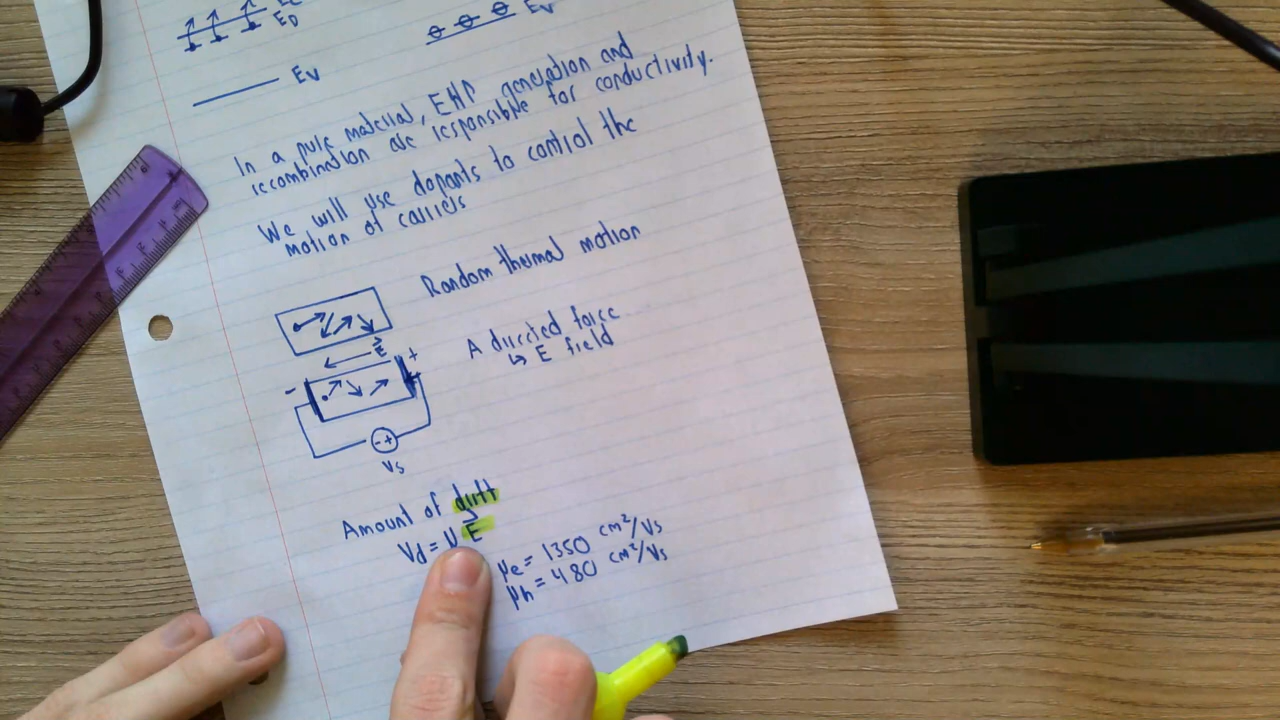 ED
Ev
Ev
In a pure material, EHP generation and
recombination are responsible for conductivity.
We will use dopants to control the
motion of carriers
Random thermal motion
E
+
A directed force
↳ E field
-
- +
Vs
Amount of drift
Vd = μ E
μe = 1350 cm²/Vs
μh = 480 cm²/Vs